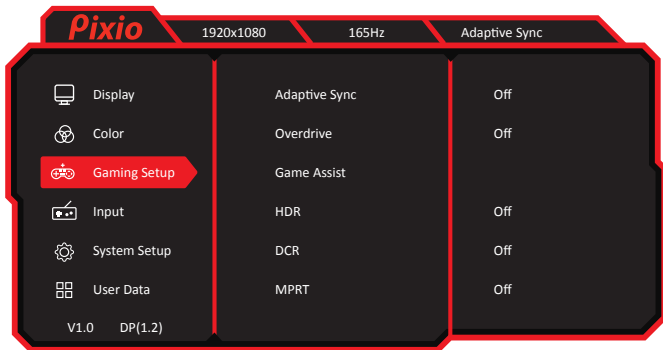 Pixio 1920x1080 165Hz Adaptive Sync
Display Adaptive Sync Off
Color Overdrive Off
Gaming Setup Game Assist
Input HDR Off
System Setup DCR Off
User Data MPRT Off
V1.0 DP(1.2)